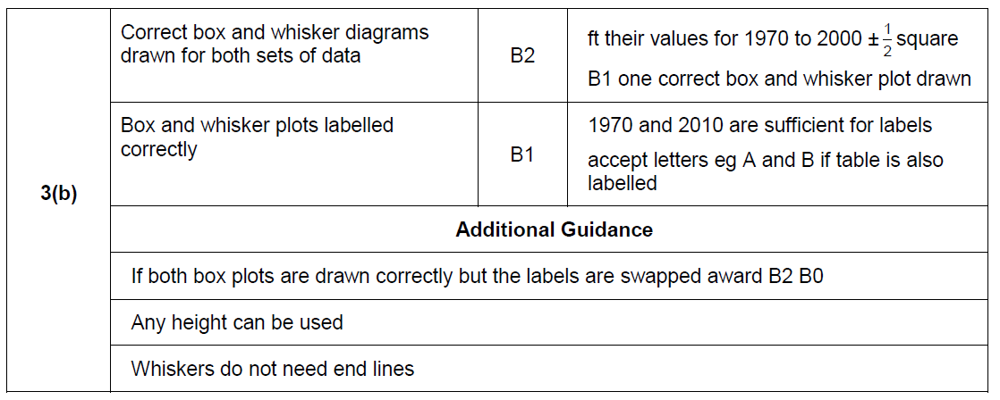 Correct box and whisker diagrams
drawn for both sets of data
B2
ft their values for 1970 to 2000 ± 1/2 square
B1 one correct box and whisker plot drawn
Box and whisker plots labelled
correctly
B1
1970 and 2010 are sufficient for labels
accept letters eg A and B if table is also
labelled
3(b)
Additional Guidance
If both box plots are drawn correctly but the labels are swapped award B2 B0
Any height can be used
Whiskers do not need end lines